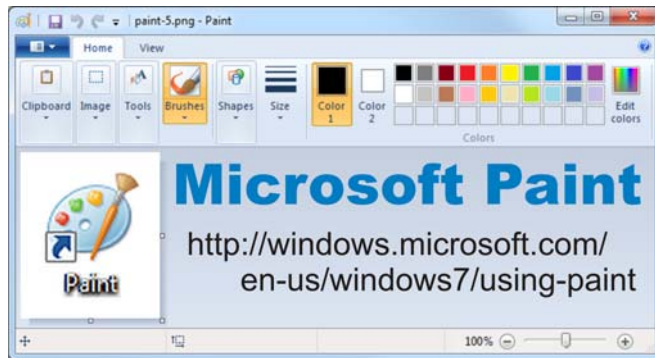 paint-5.png - Paint
Home View
Clipboard Image Tools Brushes Shapes Size Color 1 Color 2 Edit colors
Colors
Microsoft Paint
http://windows.microsoft.com/
en-us/windows7/using-paint
Paint
100%